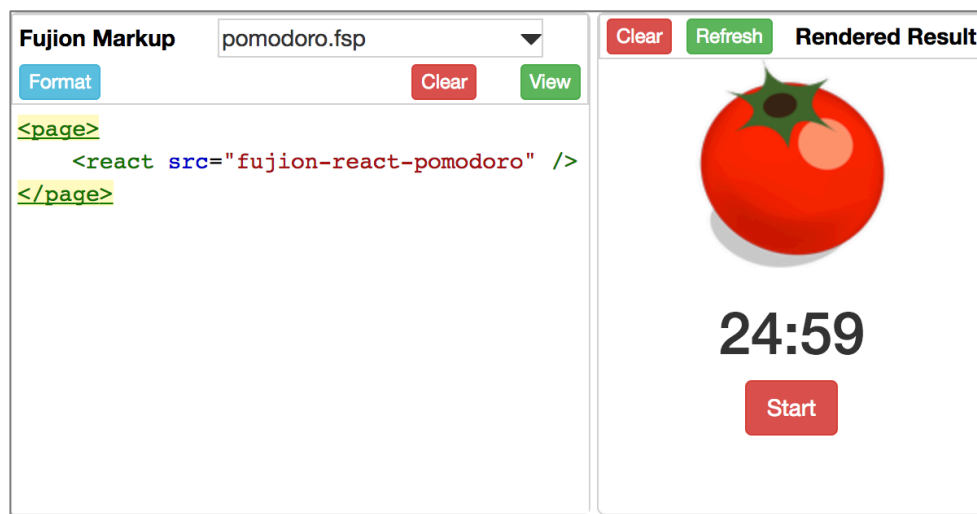 Fujion Markup
pomodoro.fsp
Format
Clear
View
<page>
<react src="fujion-react-pomodoro" />
</page>
Clear
Refresh
Rendered Result
24:59
Start